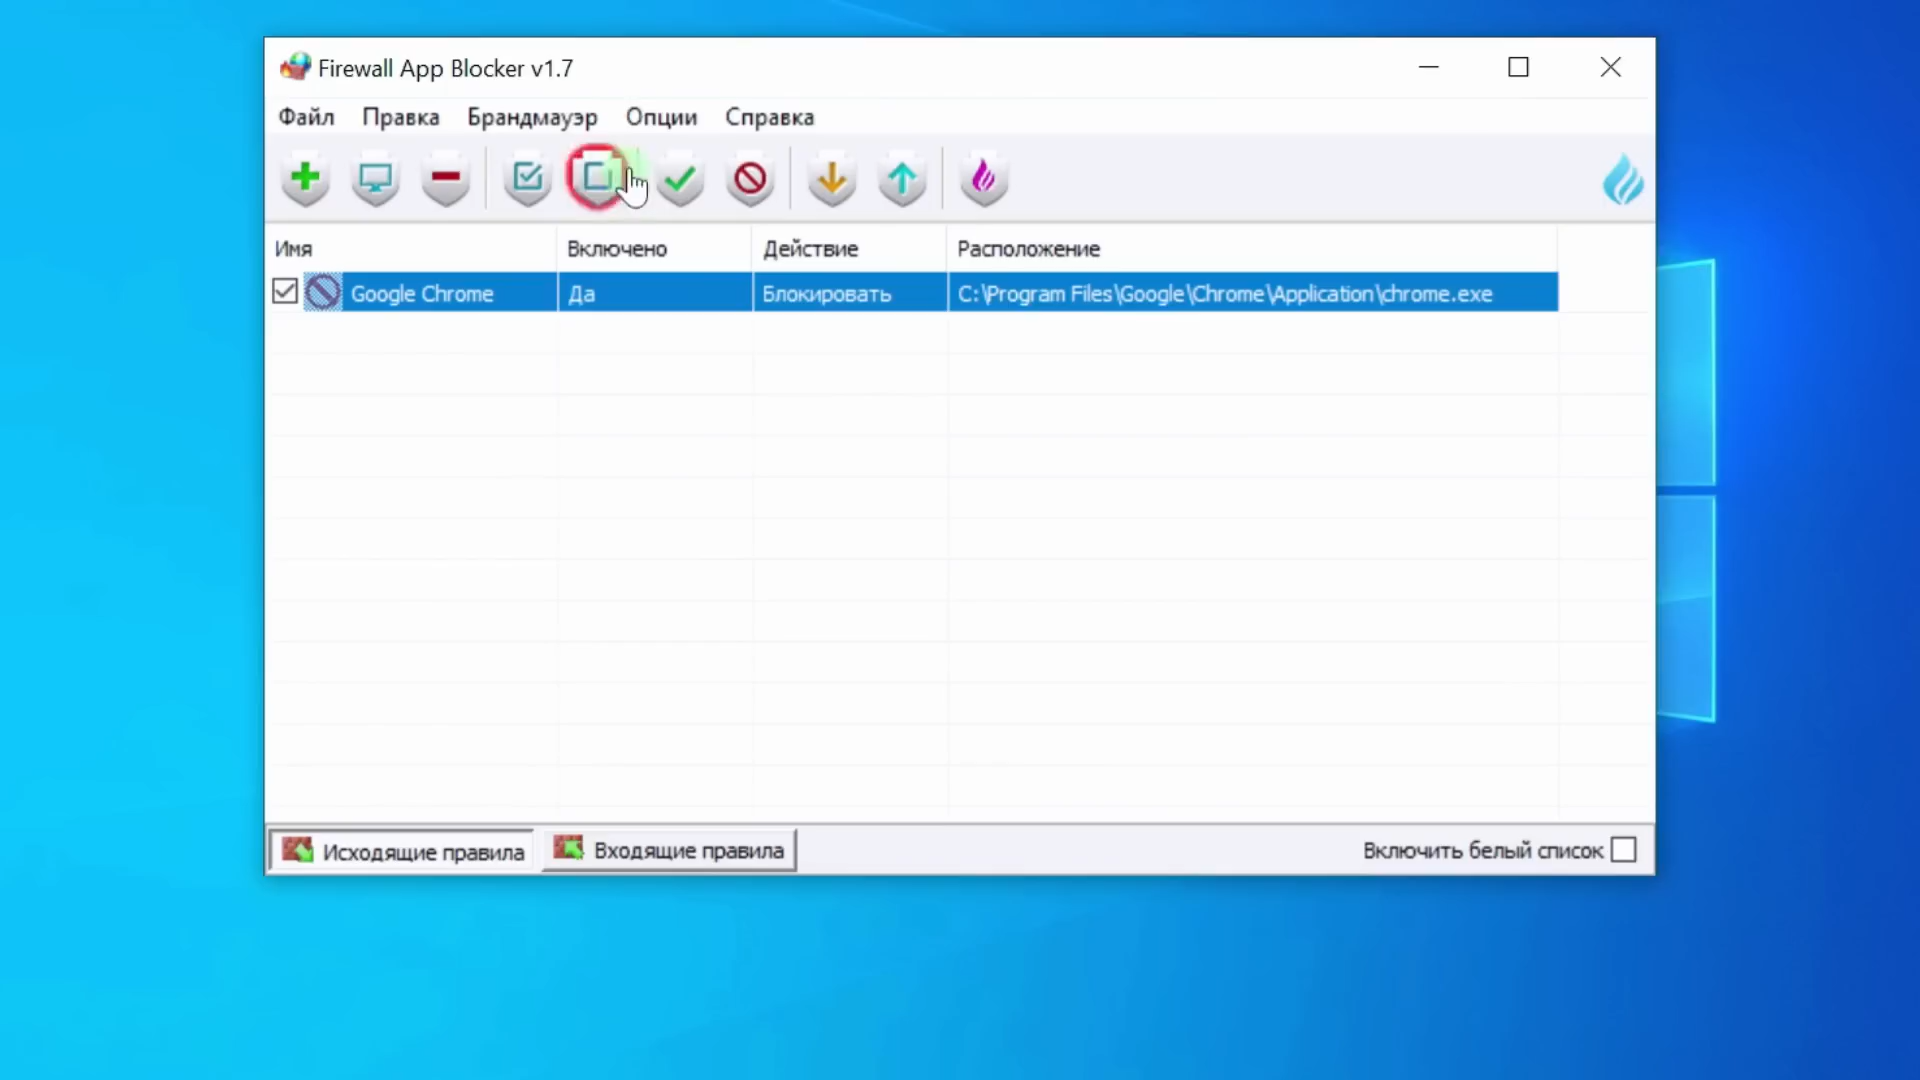 Firewall App Blocker v1.7
Файл Правка Брандмауэр Опции Справка
Имя Включено Действие Расположение
Google Chrome Да Блокировать C:\Program Files\Google\Chrome\Application\chrome.exe
Исходящие правила Входящие правила Включить белый список